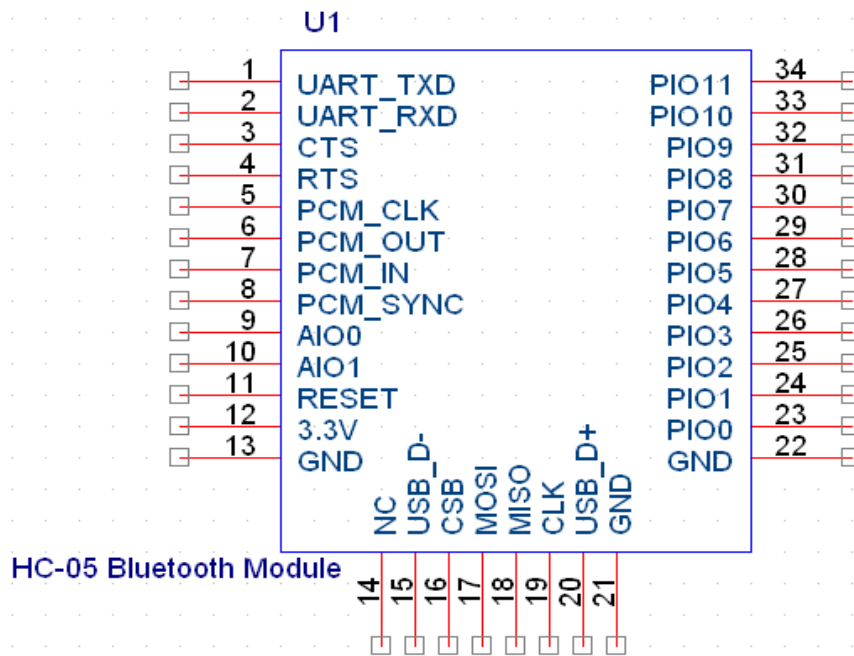 U1
1 UART_TXD PIO11 34
2 UART_RXD PIO10 33
3 CTS PIO9 32
4 RTS PIO8 31
5 PCM_CLK PIO7 30
6 PCM_OUT PIO6 29
7 PCM_IN PIO5 28
8 PCM_SYNC PIO4 27
9 AIO0 PIO3 26
10 AIO1 PIO2 25
11 RESET PIO1 24
12 3.3V PIO0 23
13 GND GND 22
NC USB_D- CSB MOSI MISO CLK USB_D+ GND
HC-05 Bluetooth Module
14 15 16 17 18 19 20 21